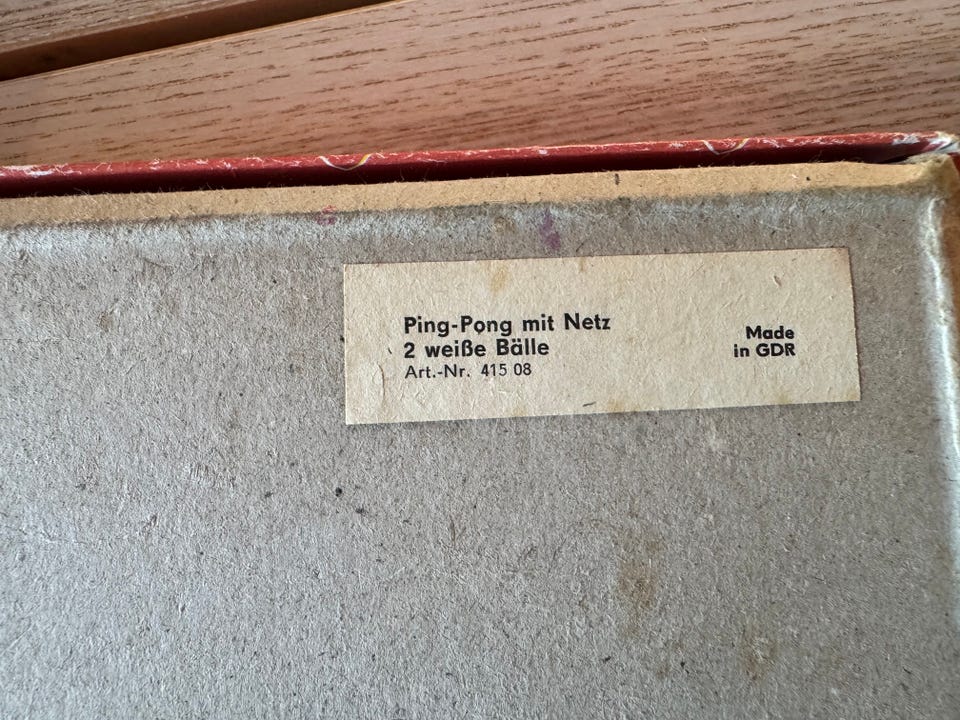 Ping-Pong mit Netz
2 weiße Bälle
Art.-Nr. 415 08
Made
in GDR